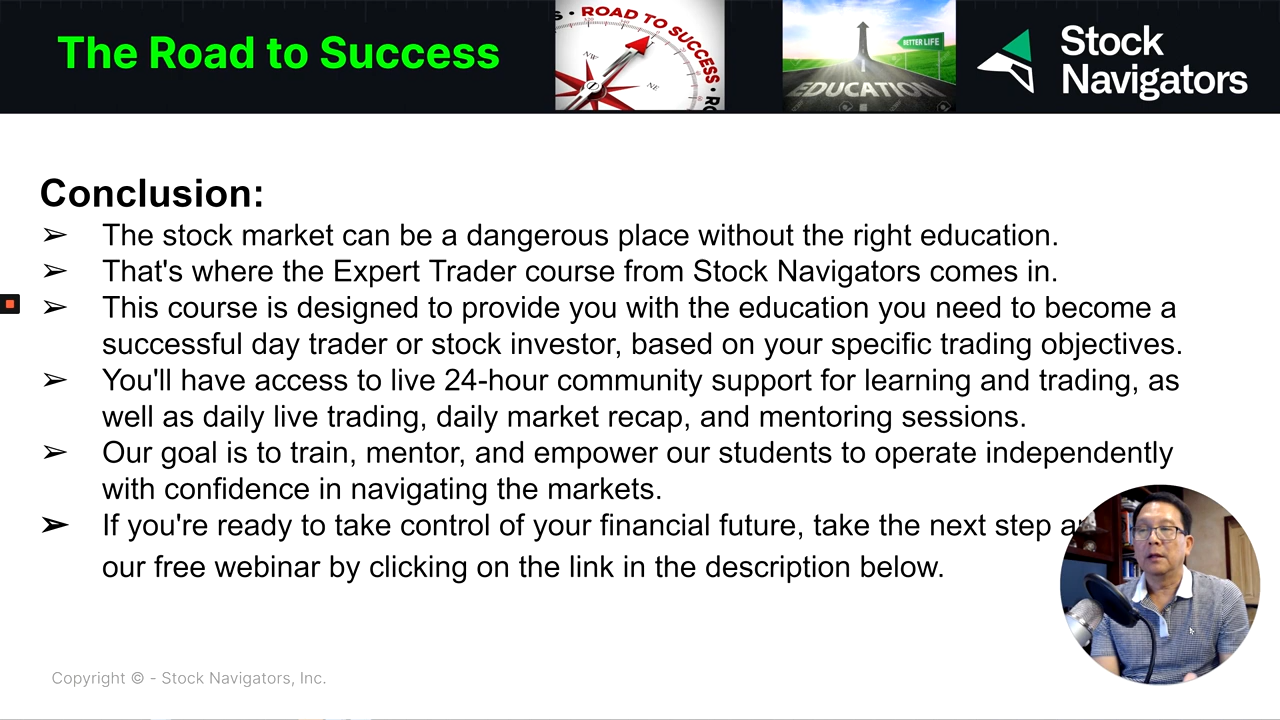 The Road to Success
S • ROAD TO SUCCESS • RO
NW
NE
BETTER LIFE
EDUCATION
Stock
Navigators
Conclusion:
➢ The stock market can be a dangerous place without the right education.
➢ That's where the Expert Trader course from Stock Navigators comes in.
➢ This course is designed to provide you with the education you need to become a
successful day trader or stock investor, based on your specific trading objectives.
➢ You'll have access to live 24-hour community support for learning and trading, as
well as daily live trading, daily market recap, and mentoring sessions.
➢ Our goal is to train, mentor, and empower our students to operate independently
with confidence in navigating the markets.
➢ If you're ready to take control of your financial future, take the next step
our free webinar by clicking on the link in the description below.
Copyright © - Stock Navigators, Inc.